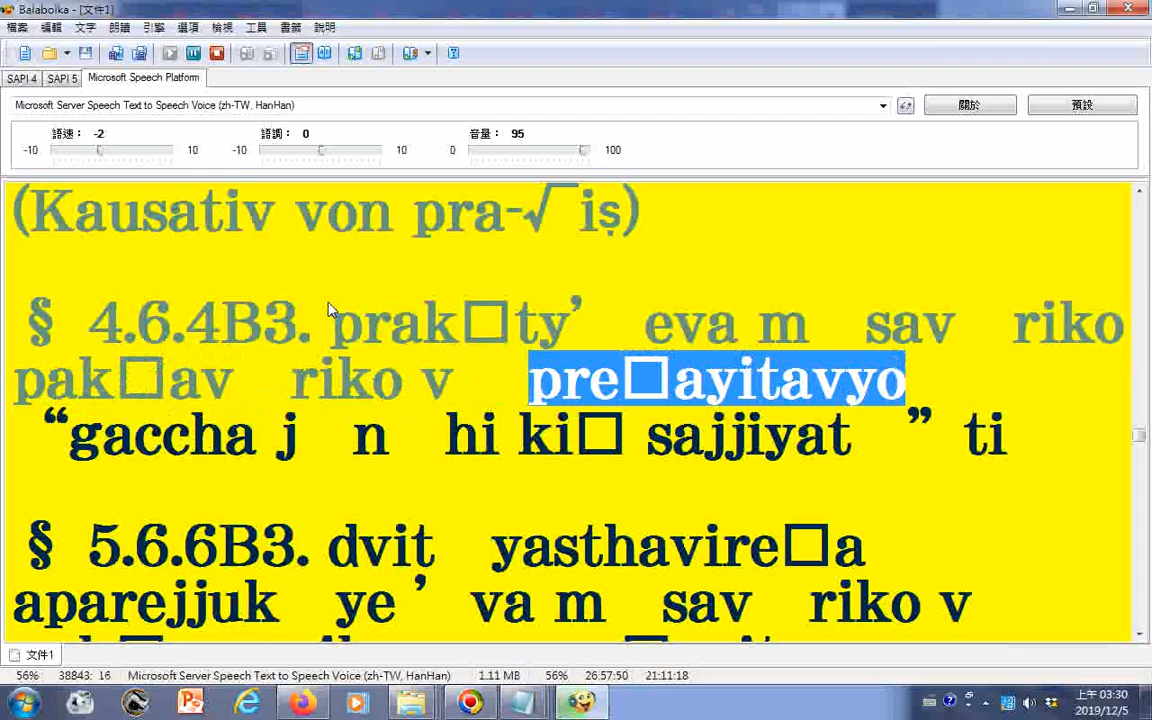 Balabolka - [文件1]
檔案 編輯 文字 朗讀 引擎 選項 檢視 工具 書籤 說明
SAPI 4 SAPI 5 Microsoft Speech Platform
Microsoft Server Speech Text to Speech Voice (zh-TW, HanHan) 關於 預設
語速： -2 語調： 0 音量： 95
-10 10 -10 10 0 100
(Kausativ von pra-√ iṣ)
§ 4.6.4B3. prak□ty’ eva m sav riko
pak□av riko v pre□ayitavyo
“gaccha j n hi ki□ sajjiyat ” ti
§ 5.6.6B3. dvit yasthavire□a
aparejjuk ye ’ va m sav riko v
文件1
56% 38843: 16 Microsoft Server Speech Text to Speech Voice (zh-TW, HanHan) 1.11 MB 56% 26:57:50 21:11:18
上午 03:30
2019/12/5